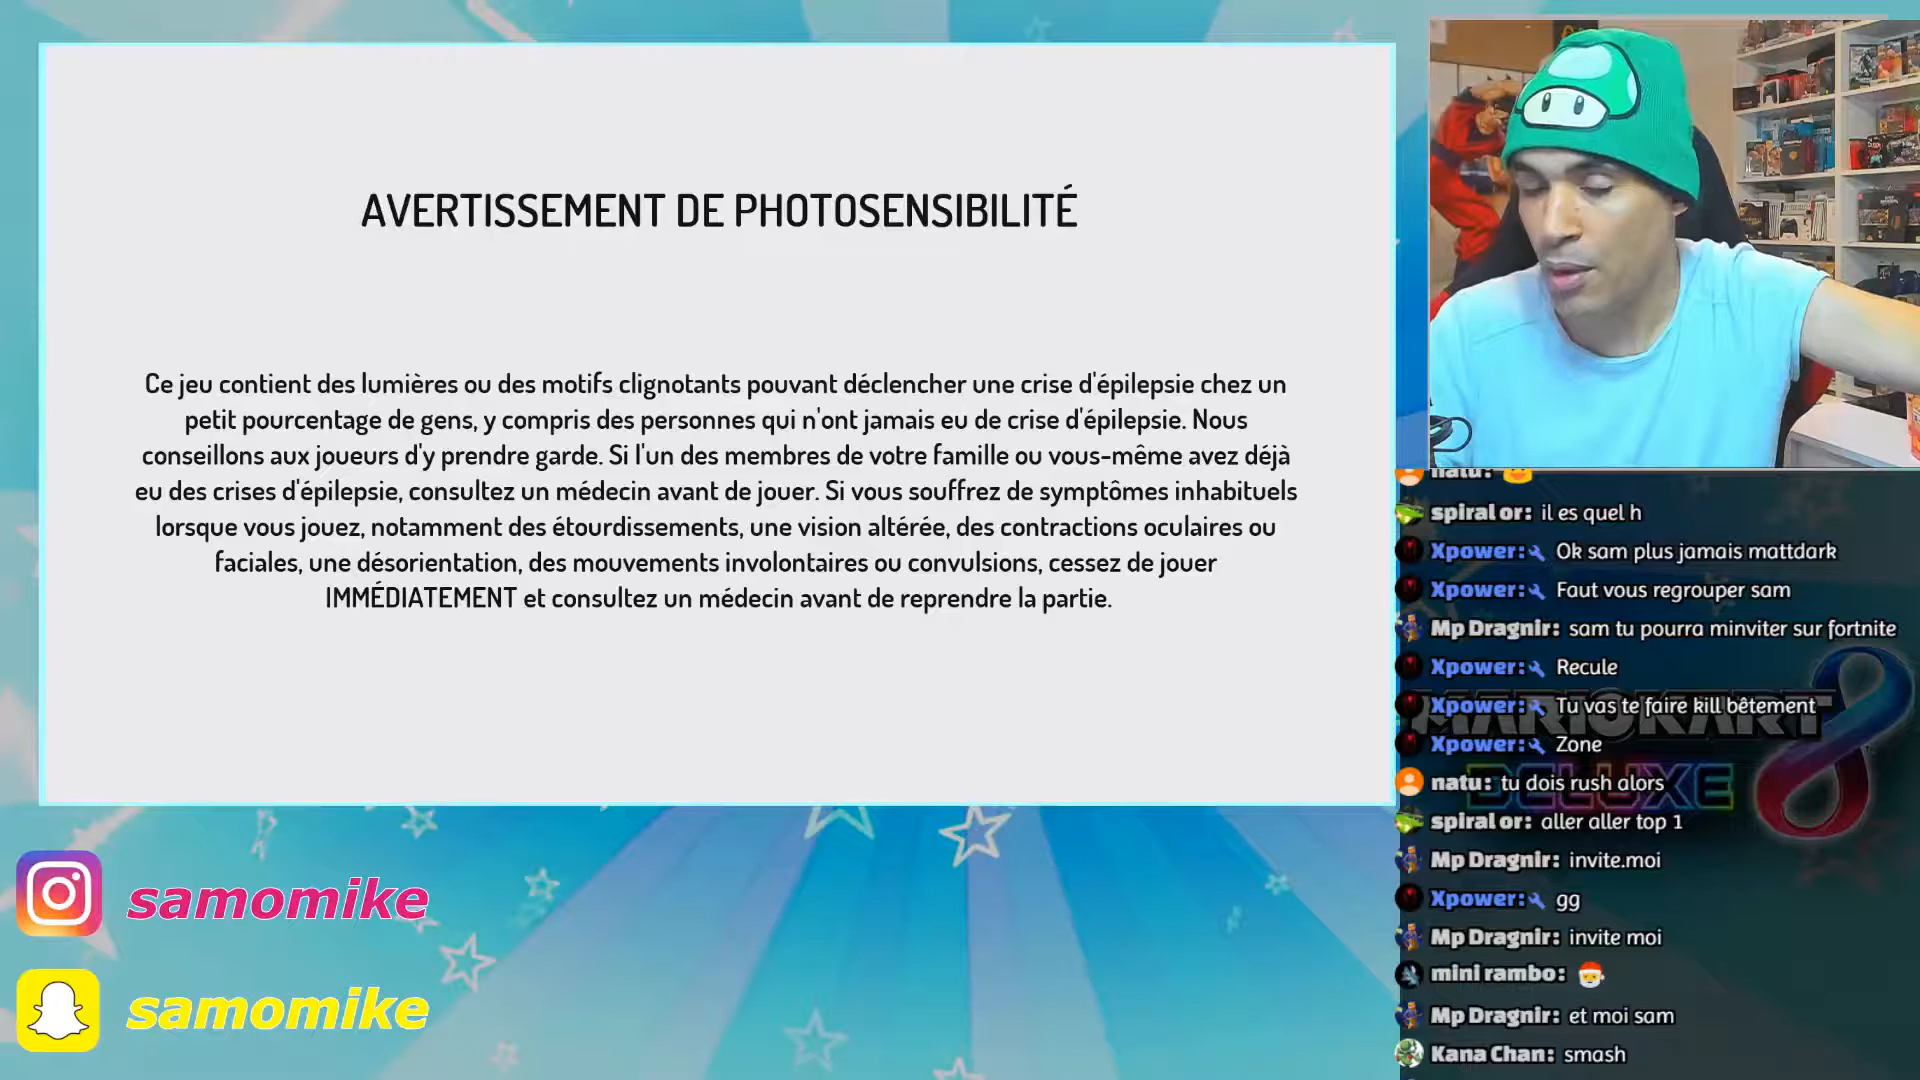 AVERTISSEMENT DE PHOTOSENSIBILITÉ
Ce jeu contient des lumières ou des motifs clignotants pouvant déclencher une crise d'épilepsie chez un
petit pourcentage de gens, y compris des personnes qui n'ont jamais eu de crise d'épilepsie. Nous
conseillons aux joueurs d'y prendre garde. Si l'un des membres de votre famille ou vous-même avez déjà
eu des crises d'épilepsie, consultez un médecin avant de jouer. Si vous souffrez de symptômes inhabituels
lorsque vous jouez, notamment des étourdissements, une vision altérée, des contractions oculaires ou
faciales, une désorientation, des mouvements involontaires ou convulsions, cessez de jouer
IMMÉDIATEMENT et consultez un médecin avant de reprendre la partie.
samomike
samomike
natu:
spiral or: il es quel h
Xpower: Ok sam plus jamais mattdark
Xpower: Faut vous regrouper sam
Mp Dragnir: sam tu pourra minviter sur fortnite
Xpower: Recule
Xpower: Tu vas te faire kill bêtement
Xpower: Zone
natu: tu dois rush alors
spiral or: aller aller top 1
Mp Dragnir: invite.moi
Xpower: gg
Mp Dragnir: invite moi
mini rambo: 🎅
Mp Dragnir: et moi sam
Kana Chan: smash
MARIOKART 8
DELUXE